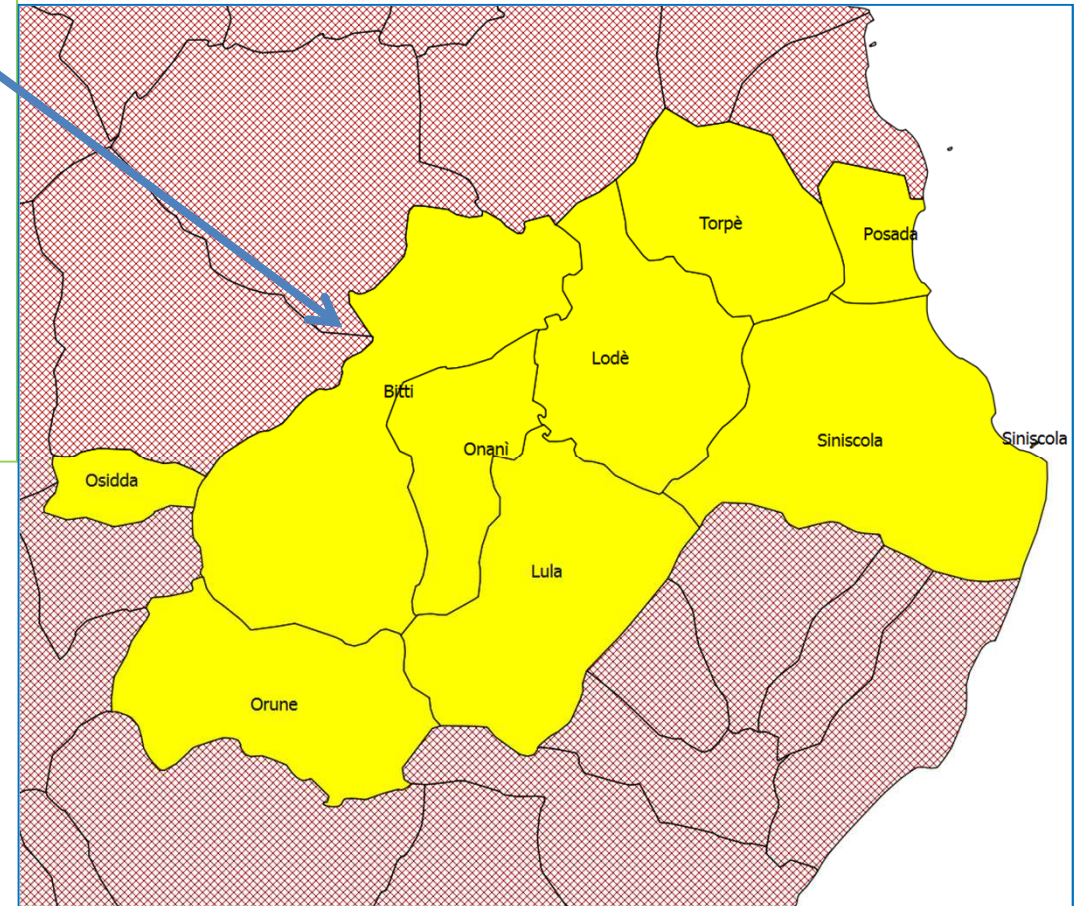 Torpè
Posada
Lodè
Bitti
Siniscola
Siniscola
Onanì
Osidda
Lula
Orune